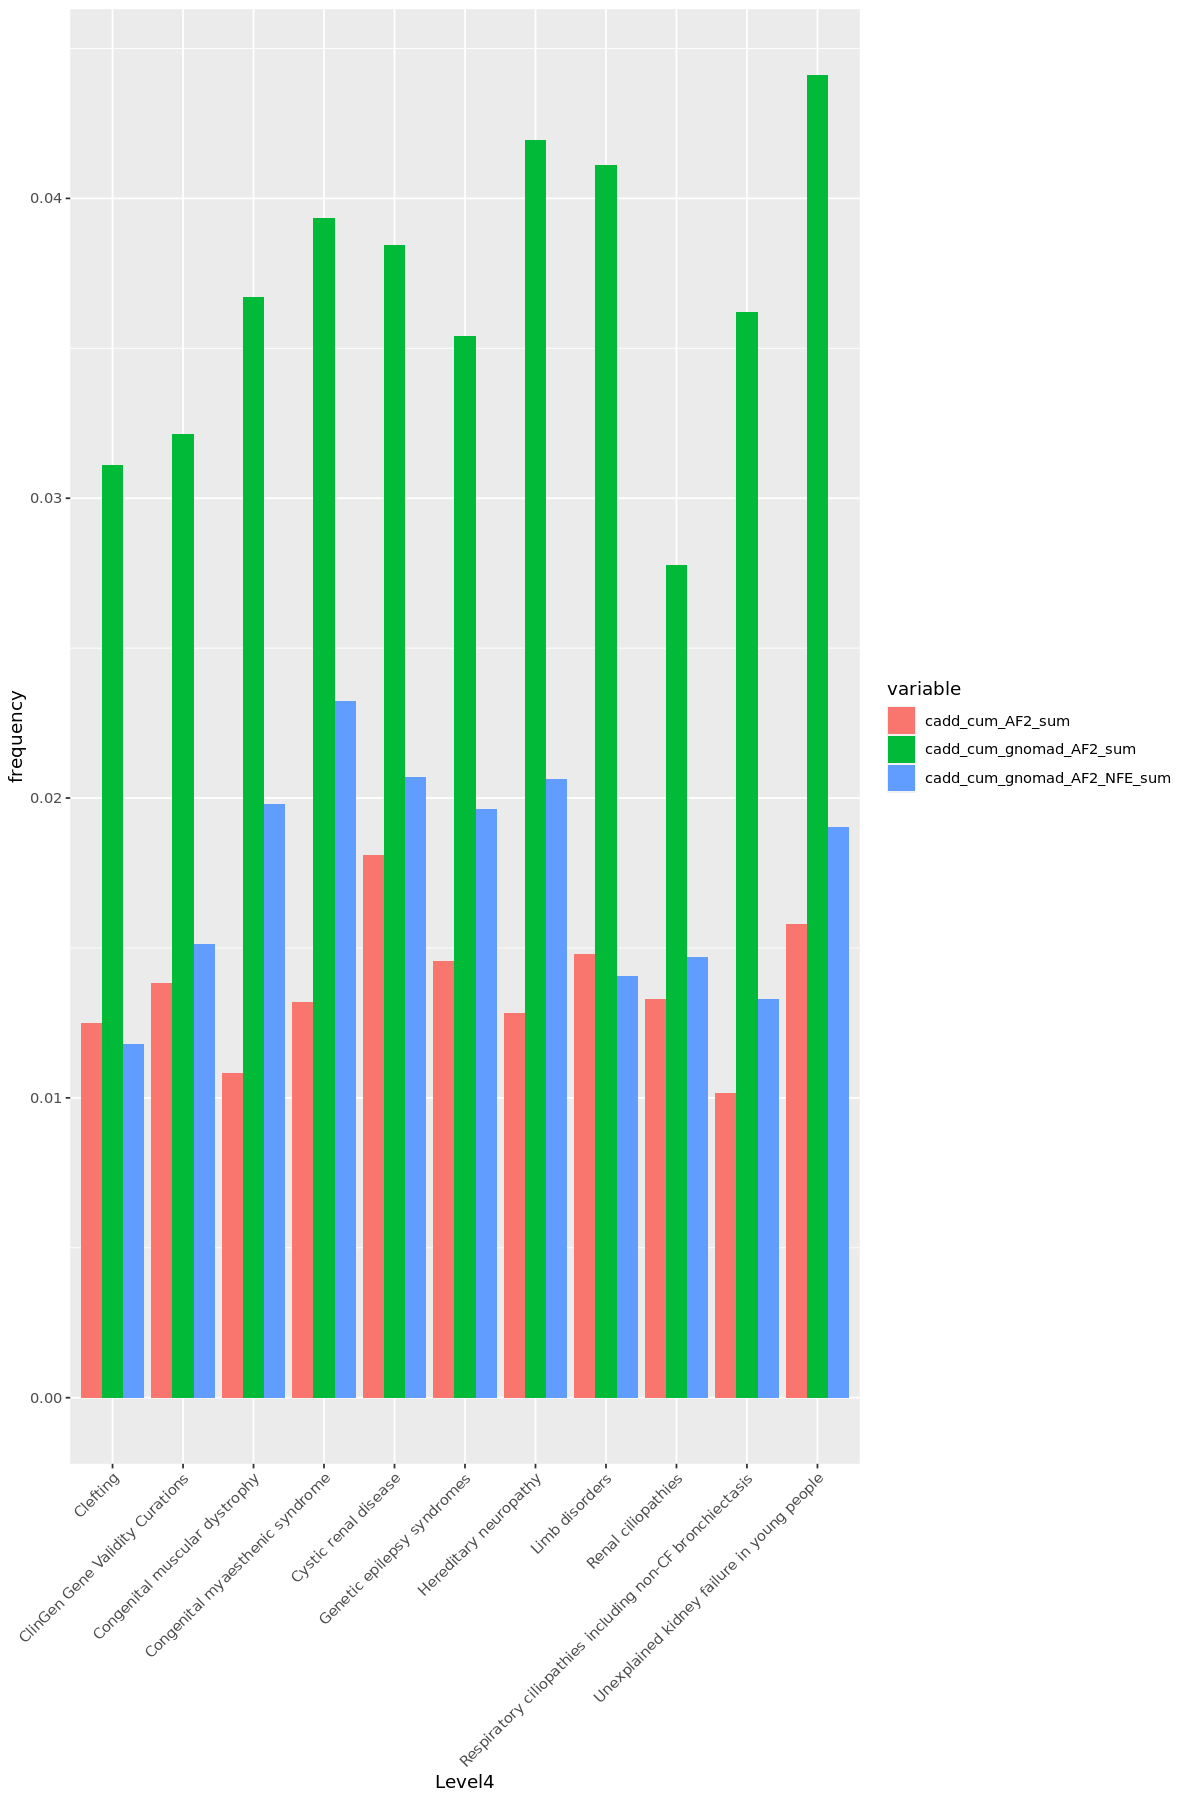 frequency
0.04
0.03
0.02
0.01
0.00
Clefting
ClinGen Gene Validity Curations
Congenital muscular dystrophy
Congenital myaesthenic syndrome
Cystic renal disease
Genetic epilepsy syndromes
Hereditary neuropathy
Limb disorders
Renal ciliopathies
Respiratory ciliopathies including non-CF bronchiectasis
Unexplained kidney failure in young people
Level4
variable
cadd_cum_AF2_sum
cadd_cum_gnomad_AF2_sum
cadd_cum_gnomad_AF2_NFE_sum